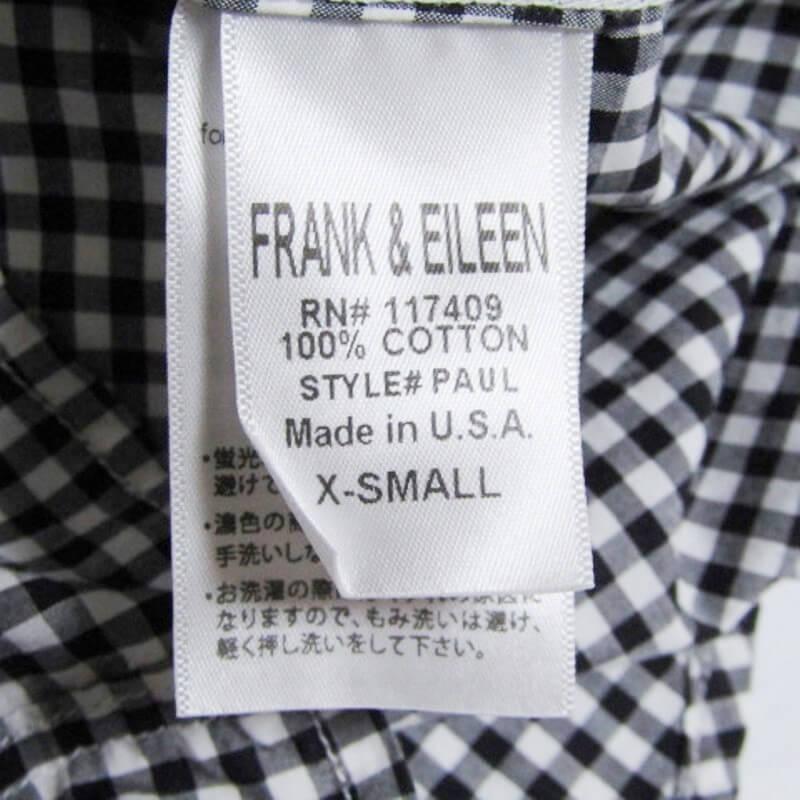 for
FRANK & EILEEN
RN# 117409
100% COTTON
STYLE# PAUL
Made in U.S.A.
X-SMALL
・蛍光
避けて
・濃色の
手洗いし
・お洗濯の際
なりますので、もみ洗いは避け、
軽く押し洗いをして下さい。